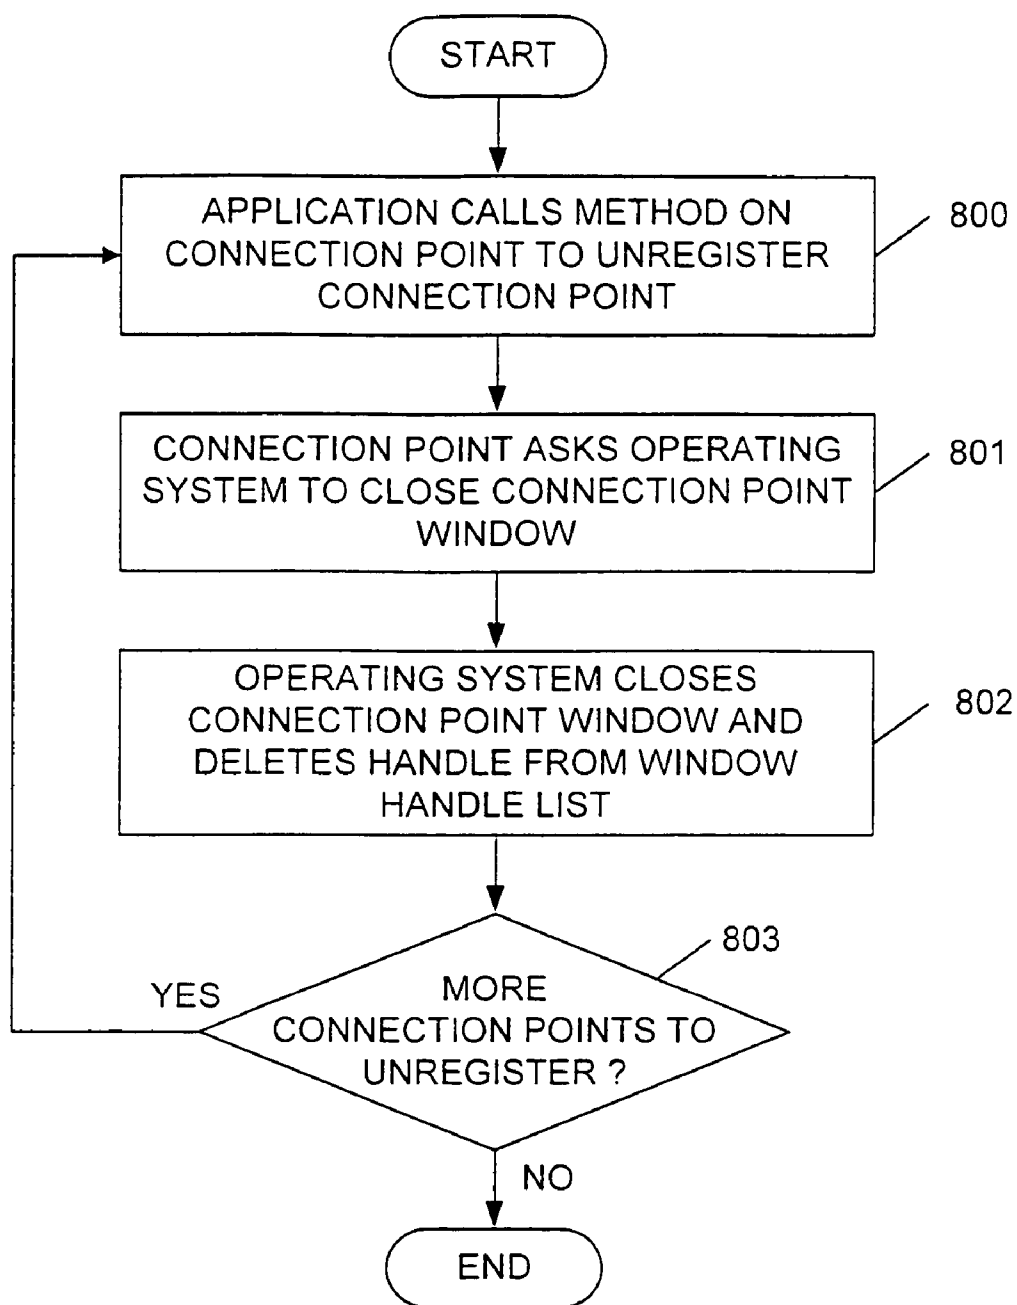 START
APPLICATION CALLS METHOD ON
CONNECTION POINT TO UNREGISTER
CONNECTION POINT
800
CONNECTION POINT ASKS OPERATING
SYSTEM TO CLOSE CONNECTION POINT
WINDOW
801
OPERATING SYSTEM CLOSES
CONNECTION POINT WINDOW AND
DELETES HANDLE FROM WINDOW
HANDLE LIST
802
803
YES
MORE
CONNECTION POINTS TO
UNREGISTER ?
NO
END